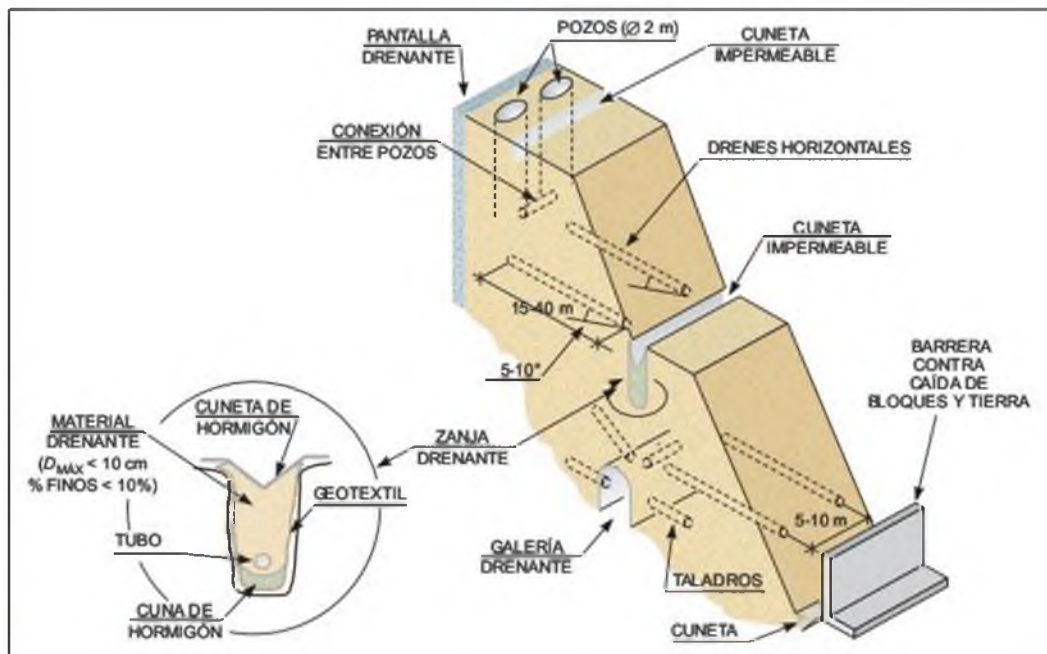 PANTALLA
DRENANTE
POZOS (Ø 2 m)
CUNETA
IMPERMEABLE
CONEXIÓN
ENTRE POZOS
DRENES HORIZONTALES
CUNETA
IMPERMEABLE
15-40 m
5-10°
BARRERA
CONTRA
CAÍDA DE
BLOQUES Y TIERRA
ZANJA
DRENANTE
CUNETA DE
HORMIGÓN
MATERIAL
DRENANTE
(DMÁX < 10 cm
% FINOS < 10%)
GEOTEXTIL
TUBO
CUNA DE
HORMIGÓN
GALERÍA
DRENANTE
TALADROS
5-10 m
CUNETA